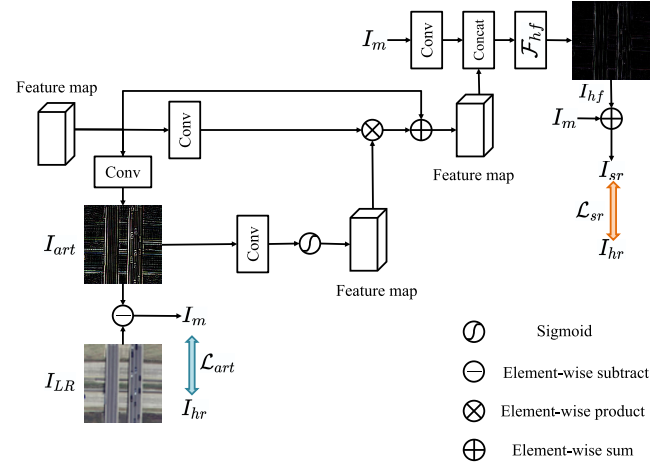 I_m
Conv
Concat
F_hf
Feature map
Conv
I_hf
I_m
Conv
Feature map
I_sr
L_sr
I_hr
I_art
Conv
Feature map
I_m
L_art
I_LR
I_hr
Sigmoid
Element-wise subtract
Element-wise product
Element-wise sum